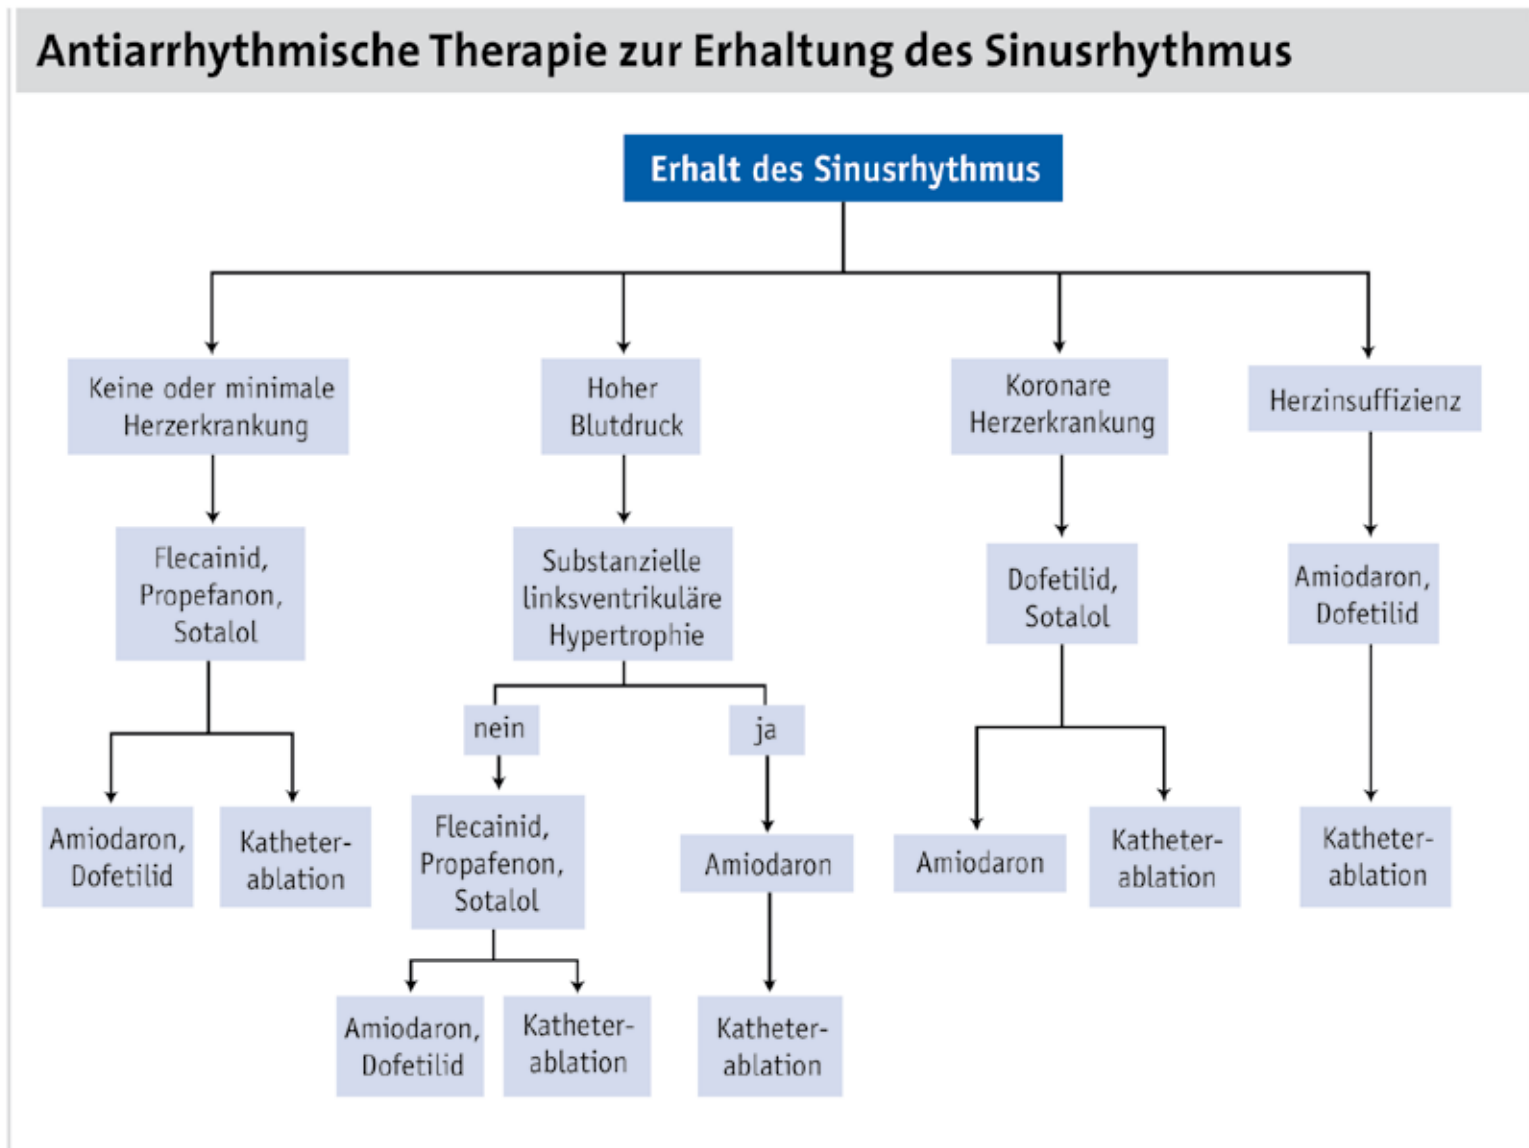 Antiarrhythmische Therapie zur Erhaltung des Sinusrhythmus
Erhalt des Sinusrhythmus
Keine oder minimale
Herzerkrankung
Hoher
Blutdruck
Koronare
Herzerkrankung
Herzinsuffizienz
Flecainid,
Propefanon,
Sotalol
Substanzielle
linksventrikuläre
Hypertrophie
Dofetilid,
Sotalol
Amiodaron,
Dofetilid
nein
ja
Amiodaron,
Dofetilid
Katheter-
ablation
Flecainid,
Propafenon,
Sotalol
Amiodaron
Amiodaron
Katheter-
ablation
Katheter-
ablation
Amiodaron,
Dofetilid
Katheter-
ablation
Katheter-
ablation